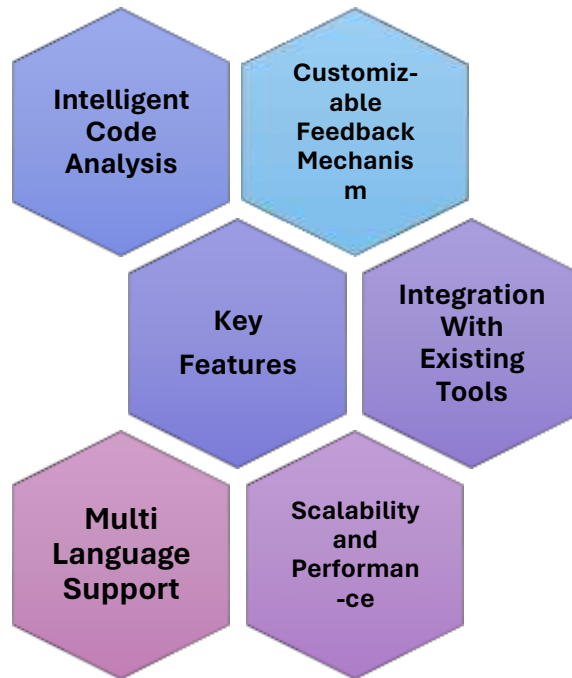 Intelligent
Code
Analysis
Customiz-
able
Feedback
Mechanis
m
Key
Features
Integration
With
Existing
Tools
Multi
Language
Support
Scalability
and
Performan
-ce